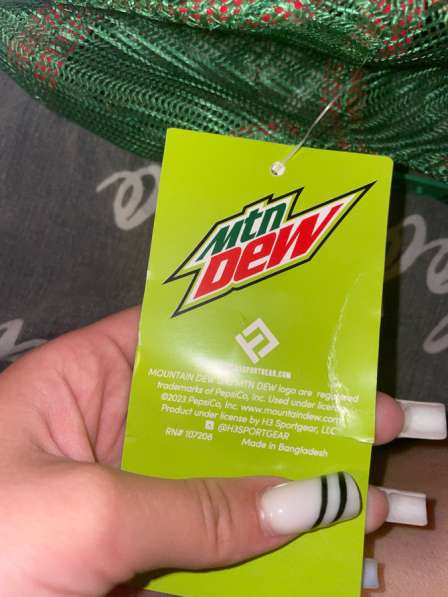 Mtn
DEW
H3SPORTGEAR.COM
MOUNTAIN DEW and MTN DEW logo are registered
trademarks of PepsiCo, Inc. Used under license.
©2023 PepsiCo, Inc. www.mountaindew.com
Product under license by H3 Sportgear, LLC
@H3SPORTGEAR
RN# 107206 Made in Bangladesh